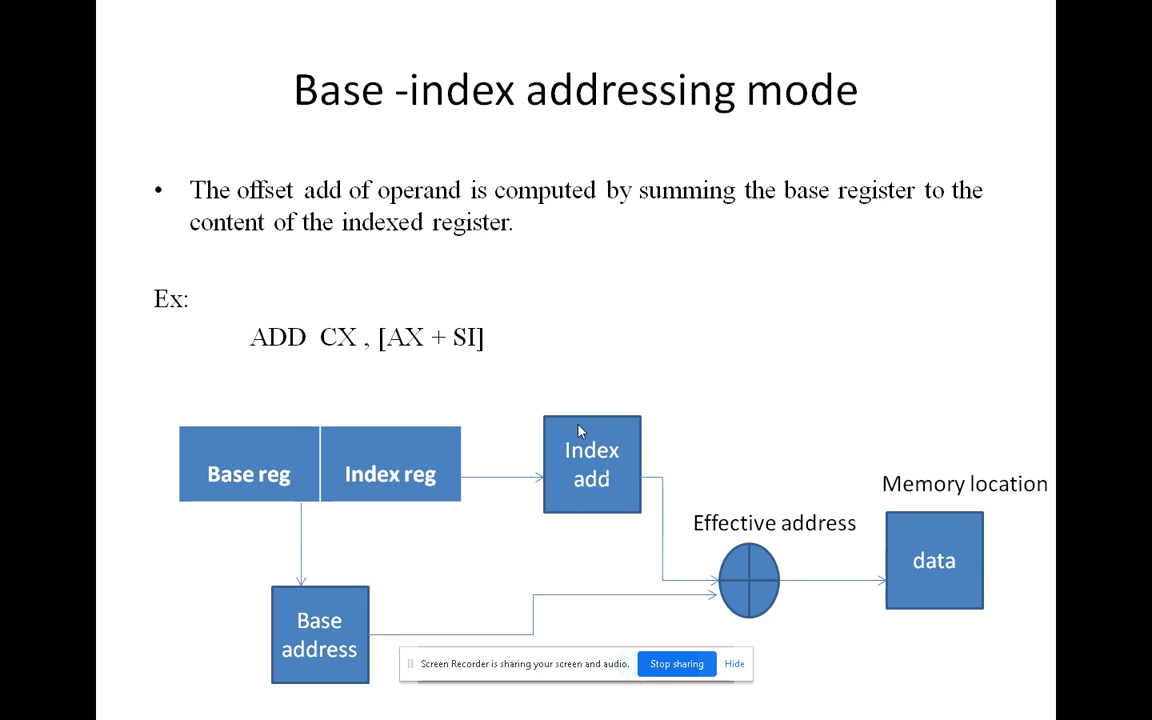 Base -index addressing mode
• The offset add of operand is computed by summing the base register to the
content of the indexed register.
Ex:
ADD CX , [AX + SI]
Base reg
Index reg
Index
add
Memory location
Effective address
data
Base
address
Screen Recorder is sharing your screen and audio.
Stop sharing
Hide